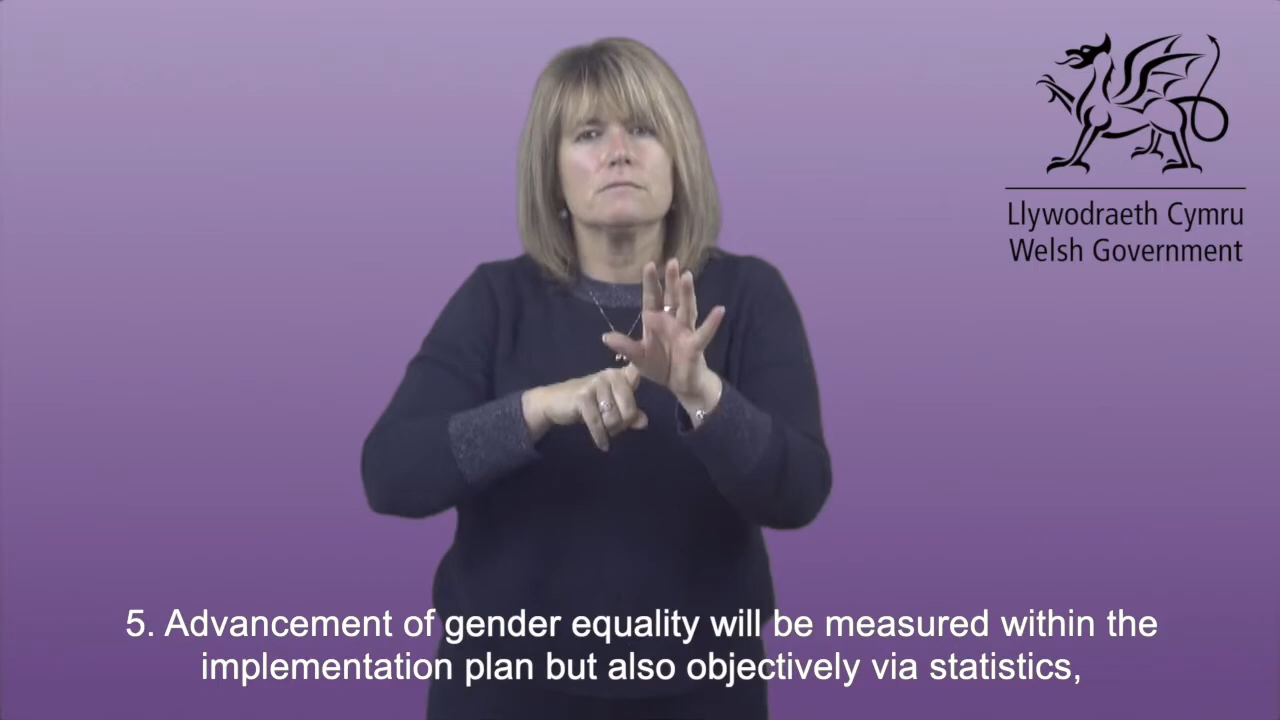 Llywodraeth Cymru
Welsh Government
5. Advancement of gender equality will be measured within the
implementation plan but also objectively via statistics,